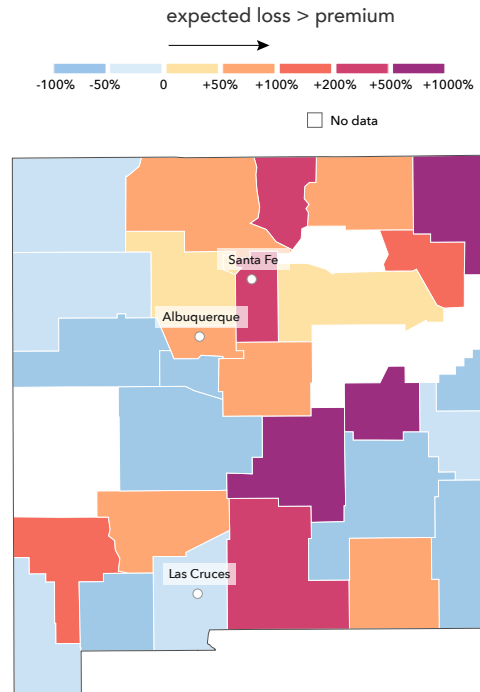 expected loss > premium
-100% -50% 0 +50% +100% +200% +500% +1000%
No data
Santa Fe
Albuquerque
Las Cruces